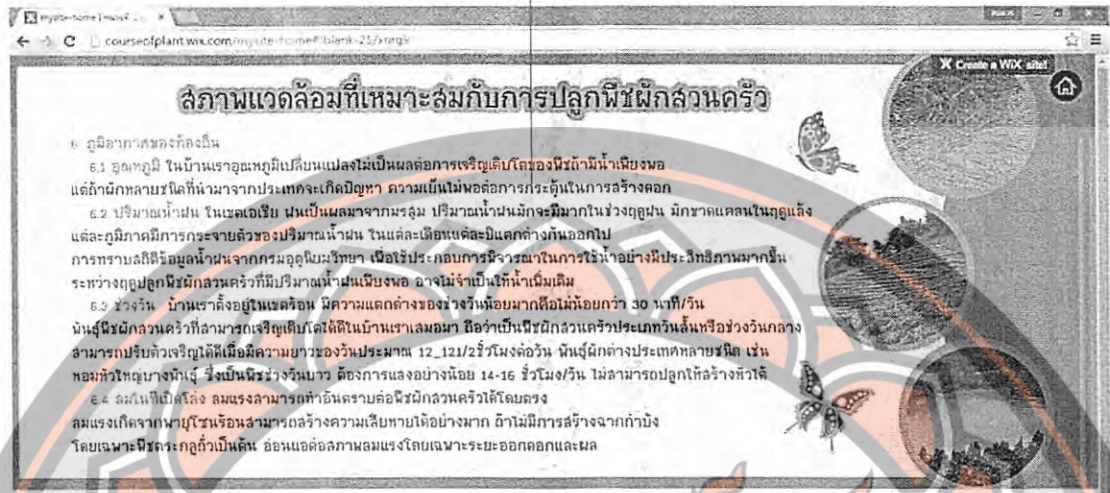 courseofplant.wix.com/mysite-home#!blank-25/xnrg9
X Create a WiX site!
สภาพแวดล้อมที่เหมาะสมกับการปลูกพืชผักสวนครัว
6 ภูมิอากาศของท้องถิ่น
6.1 อุณหภูมิ ในบ้านเราอุณหภูมิเปลี่ยนแปลงไม่เป็นผลต่อการเจริญเติบโตของพืชถ้ามีน้ำเพียงพอ
แต่ถ้าผักหลายชนิดที่นำมาจากประเทศจะเกิดปัญหา ความเย็นไม่พอต่อการกระตุ้นในการสร้างดอก
6.2 ปริมาณน้ำฝน ในเขตเอเชีย ฝนเป็นผลมาจากมรสุม ปริมาณน้ำฝนมักจะมีมากในช่วงฤดูฝน มักขาดแคลนในฤดูแล้ง
แต่ละภูมิภาคมีการกระจายตัวของปริมาณน้ำฝน ในแต่ละเดือนแต่ละปีแตกต่างกันออกไป
การทราบสถิติข้อมูลน้ำฝนจากกรมอุตุนิยมวิทยา เพื่อใช้ประกอบการพิจารณาในการใช้น้ำอย่างมีประสิทธิภาพมากขึ้น
ระหว่างฤดูปลูกพืชผักสวนครัวที่มีปริมาณน้ำฝนเพียงพอ อาจไม่จำเป็นให้น้ำเพิ่มเติม
6.3 ช่วงวัน บ้านเราตั้งอยู่ในเขตร้อน มีความแตกต่างของช่วงวันน้อยมากคือไม่น้อยกว่า 30 นาที/วัน
พันธุ์พืชผักสวนครัวที่สามารถเจริญเติบโตได้ดีในบ้านเราเสมอมา ถือว่าเป็นพืชผักสวนครัวประเภทวันสั้นหรือช่วงวันกลาง
สามารถปรับตัวเจริญได้ดีเมื่อมีความยาวของวันประมาณ 12_121/2ชั่วโมงต่อวัน พันธุ์ผักต่างประเทศหลายชนิด เช่น
หอมหัวใหญ่บางพันธุ์ ซึ่งเป็นพืชช่วงวันยาว ต้องการแสงอย่างน้อย 14-16 ชั่วโมง/วัน ไม่สามารถปลูกให้สร้างหัวได้
6.4 ลมในที่เปิดโล่ง ลมแรงสามารถทำอันตรายต่อพืชผักสวนครัวได้โดยตรง
ลมแรงเกิดจากพายุโซนร้อนสามารถสร้างความเสียหายได้อย่างมาก ถ้าไม่มีการสร้างฉากกำบัง
โดยเฉพาะพืชตระกูลถั่วเป็นต้น อ่อนแอต่อสภาพลมแรงโดยเฉพาะระยะออกดอกและผล